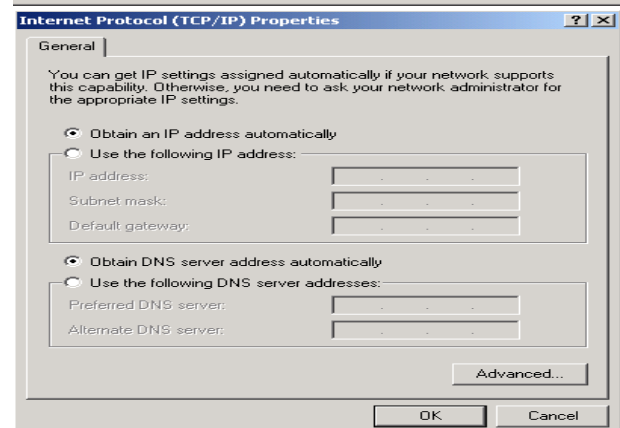 Internet Protocol (TCP/IP) Properties
General
You can get IP settings assigned automatically if your network supports
this capability. Otherwise, you need to ask your network administrator for
the appropriate IP settings.
Obtain an IP address automatically
Use the following IP address:
IP address:
Subnet mask:
Default gateway:
Obtain DNS server address automatically
Use the following DNS server addresses:
Preferred DNS server:
Alternate DNS server:
Advanced...
OK Cancel